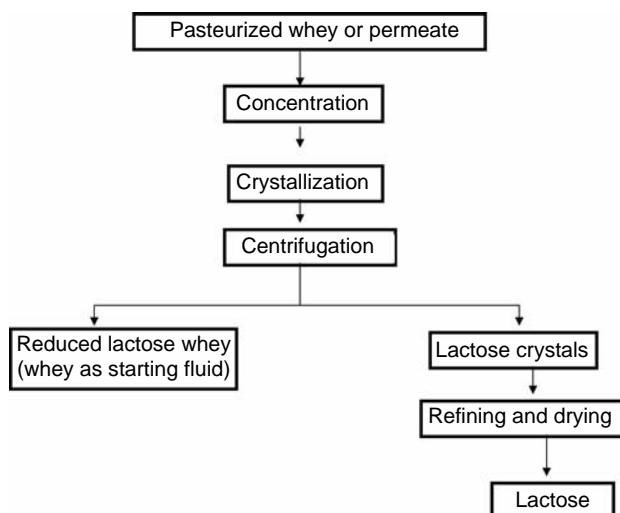 Pasteurized whey or permeate
Concentration
Crystallization
Centrifugation
Reduced lactose whey
(whey as starting fluid)
Lactose crystals
Refining and drying
Lactose